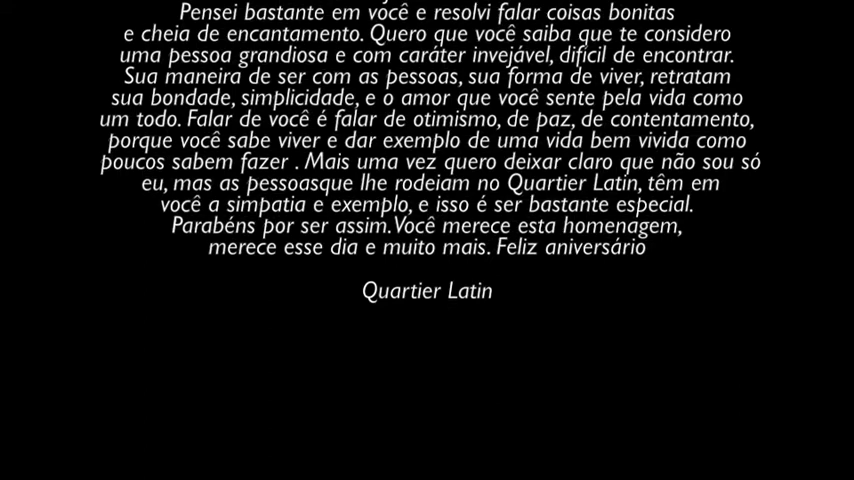 Pensei bastante em você e resolvi falar coisas bonitas
e cheia de encantamento. Quero que você saiba que te considero
uma pessoa grandiosa e com caráter invejável, difícil de encontrar.
Sua maneira de ser com as pessoas, sua forma de viver, retratam
sua bondade, simplicidade, e o amor que você sente pela vida como
um todo. Falar de você é falar de otimismo, de paz, de contentamento,
porque você sabe viver e dar exemplo de uma vida bem vivida como
poucos sabem fazer . Mais uma vez quero deixar claro que não sou só
eu, mas as pessoasque lhe rodeiam no Quartier Latin, têm em
você a simpatia e exemplo, e isso é ser bastante especial.
Parabéns por ser assim. Você merece esta homenagem,
merece esse dia e muito mais. Feliz aniversário
Quartier Latin